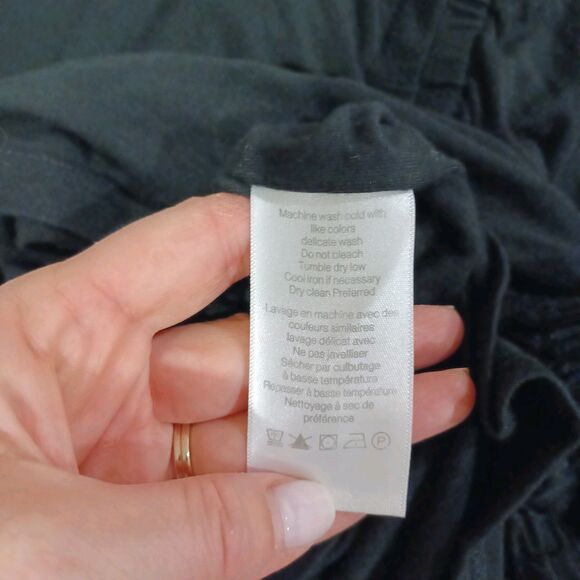 Machine wash cold with
like colors
delicate wash
Do not bleach
Tumble dry low
Cool iron if necessary
Dry clean Preferred
Lavage en machine avec des
couleurs similaires
lavage délicat avec
Ne pas javelliser
Sécher par culbutage
à basse température
Repasser à basse température
Nettoyage à sec de
préférence
P